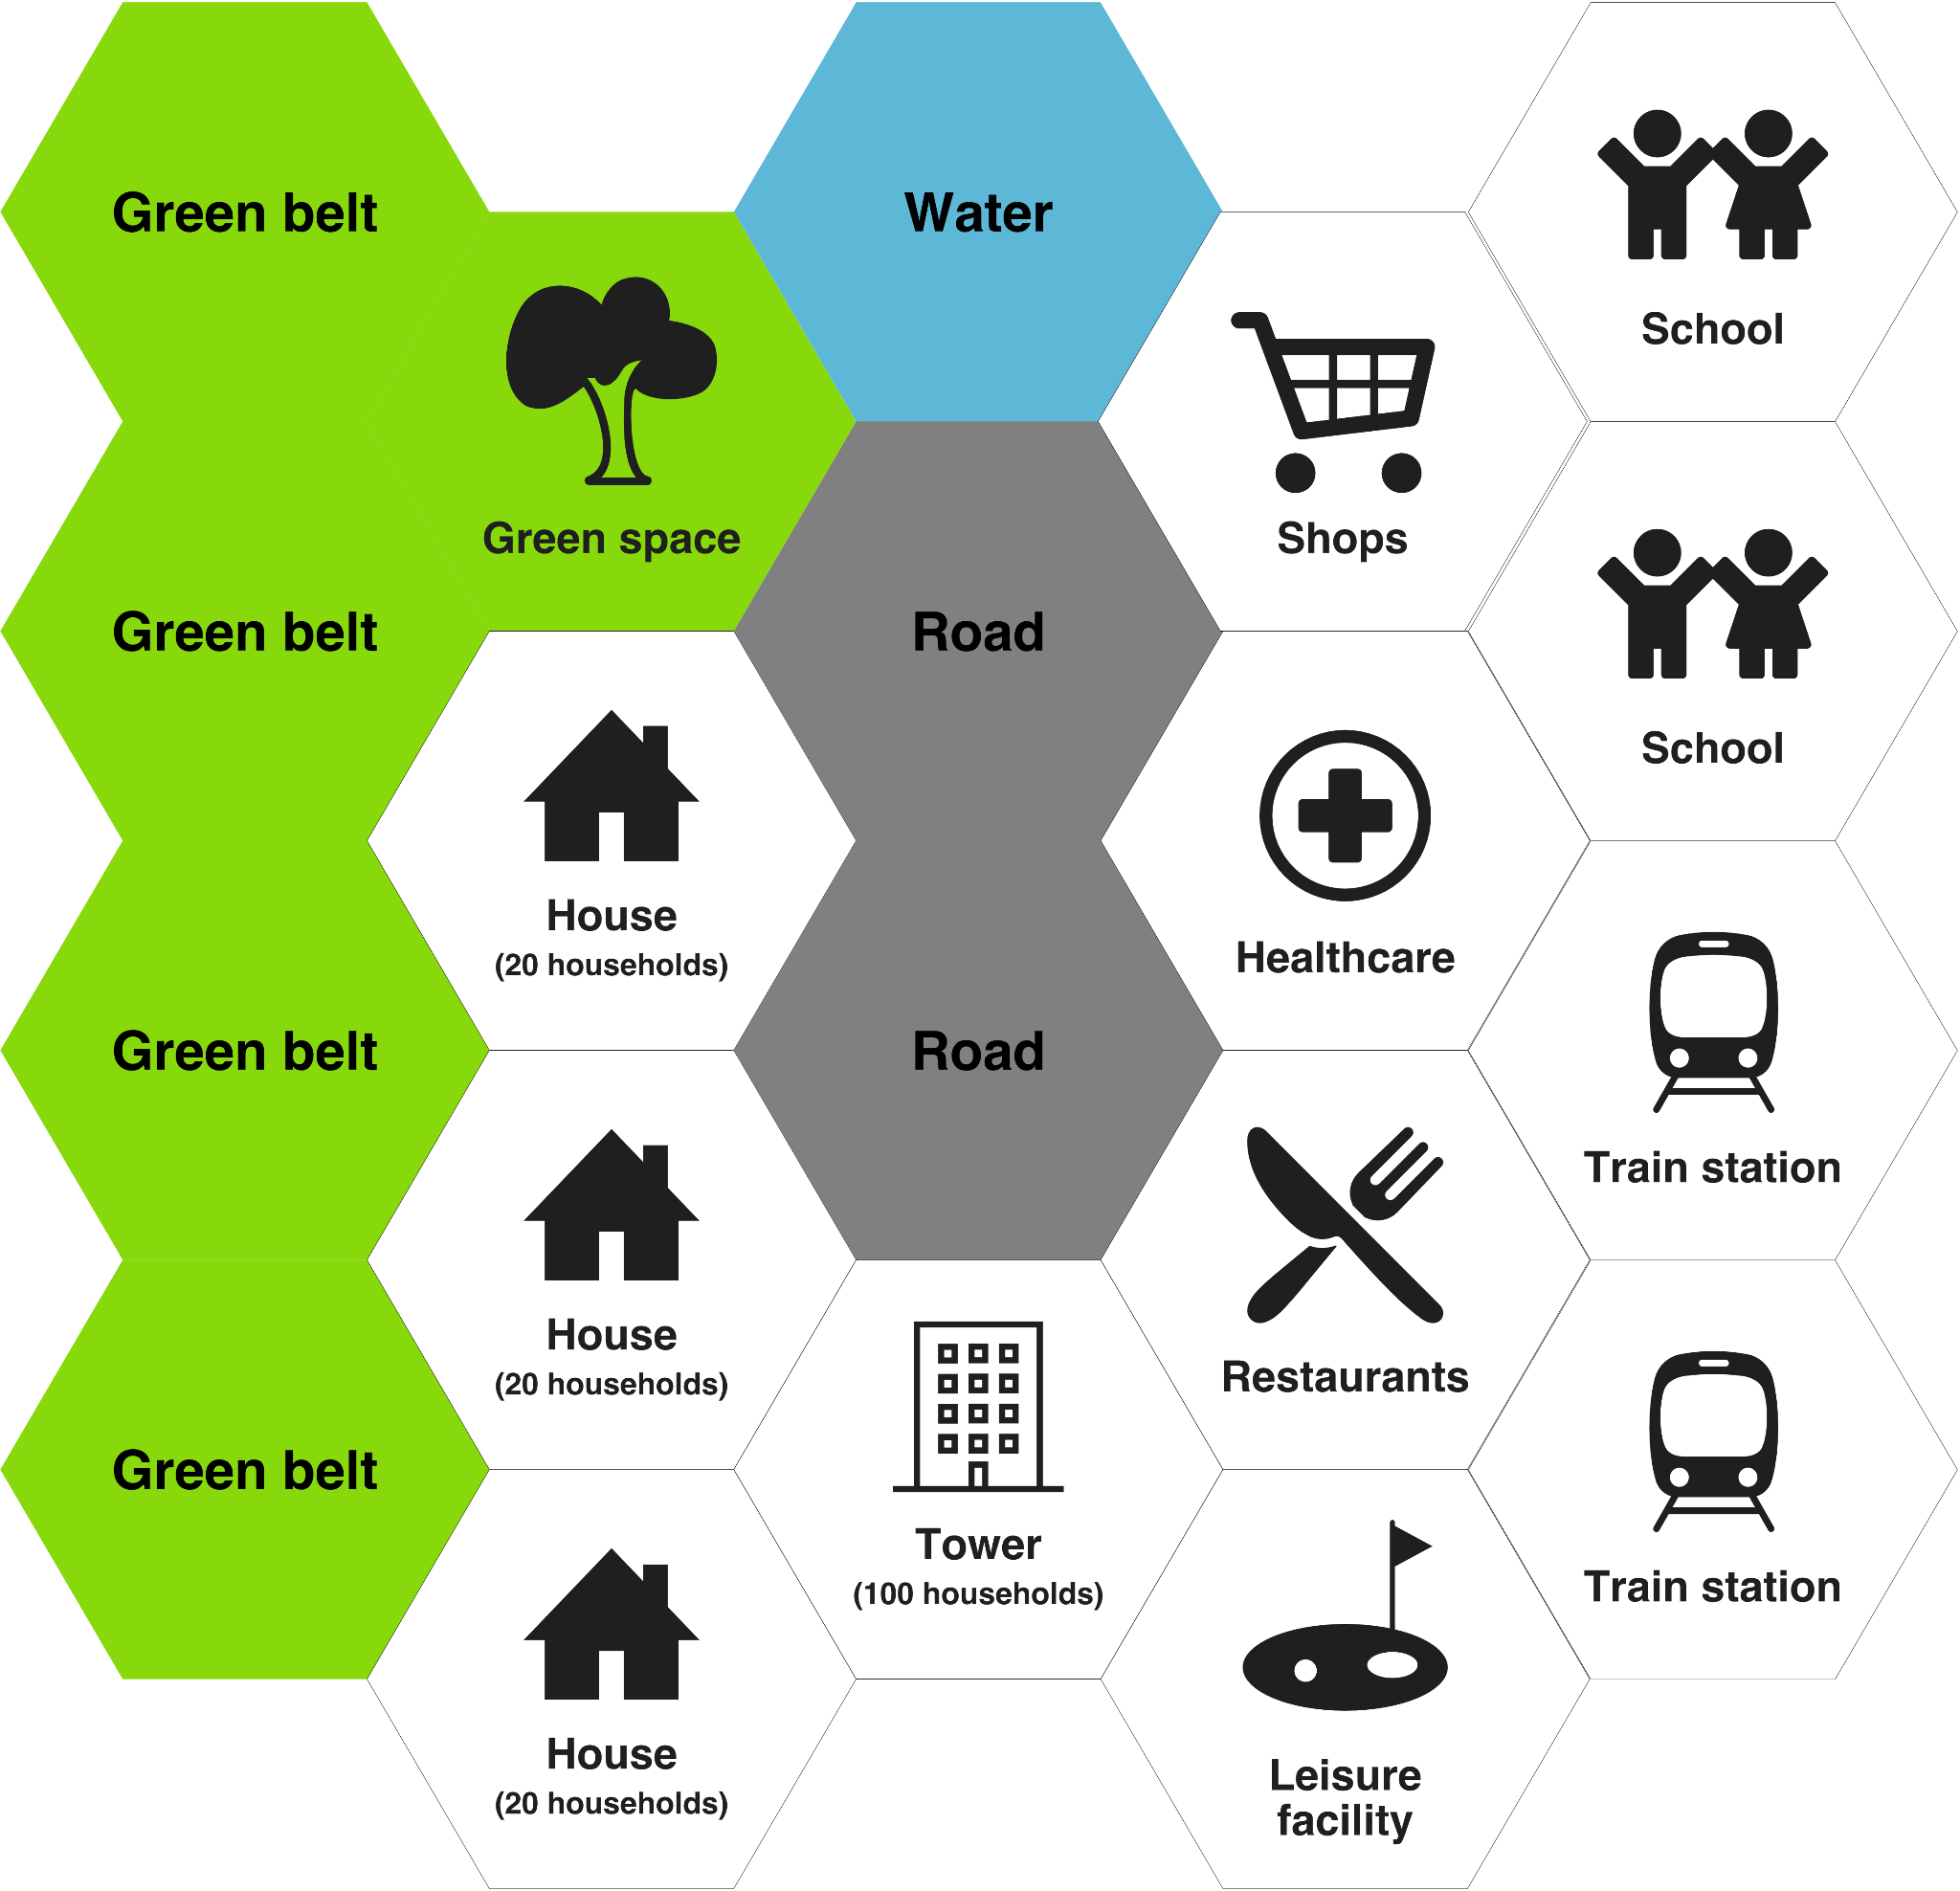 Green belt
Water
School
Green space
Shops
Green belt
Road
School
House
(20 households)
Healthcare
Green belt
Road
Train station
House
(20 households)
Restaurants
Green belt
Tower
(100 households)
Train station
House
(20 households)
Leisure
facility